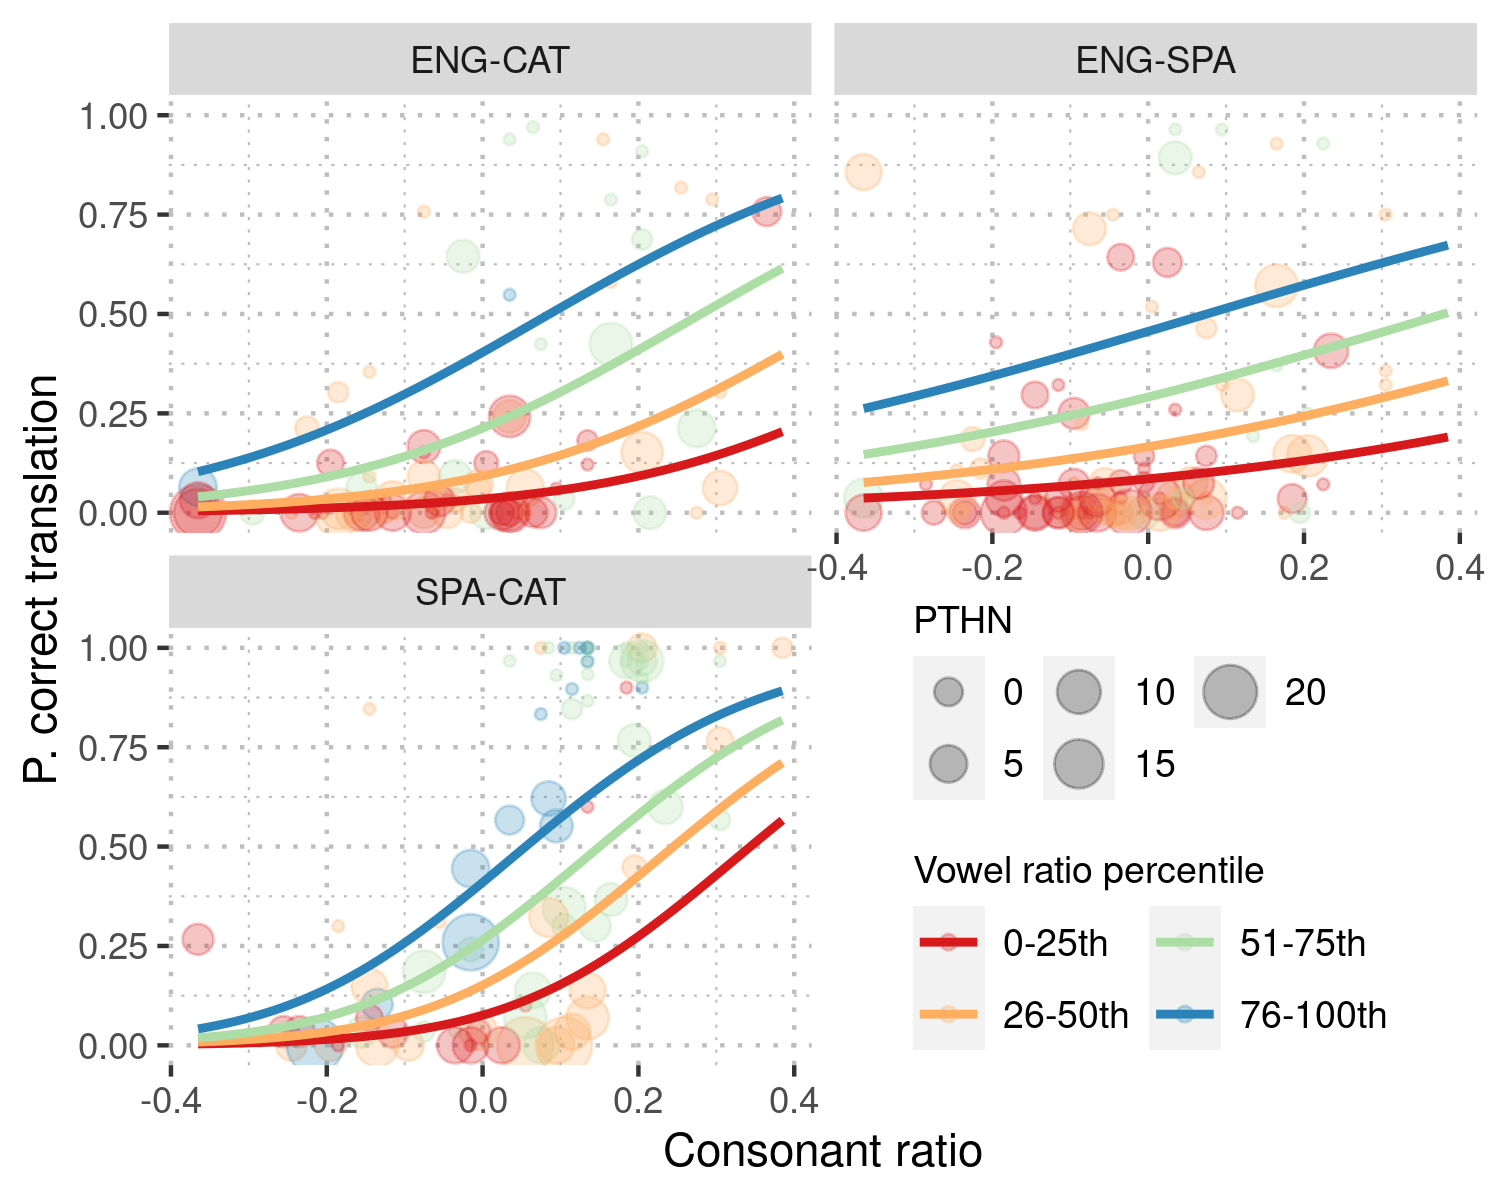 ENG-CAT ENG-SPA
1.00
0.75
0.50
0.25
0.00
-0.4 -0.2 0.0 0.2 0.4
SPA-CAT
1.00
0.75
0.50
0.25
0.00
-0.4 -0.2 0.0 0.2 0.4
P. correct translation
Consonant ratio
PTHN
0 10 20
5 15
Vowel ratio percentile
0-25th 51-75th
26-50th 76-100th